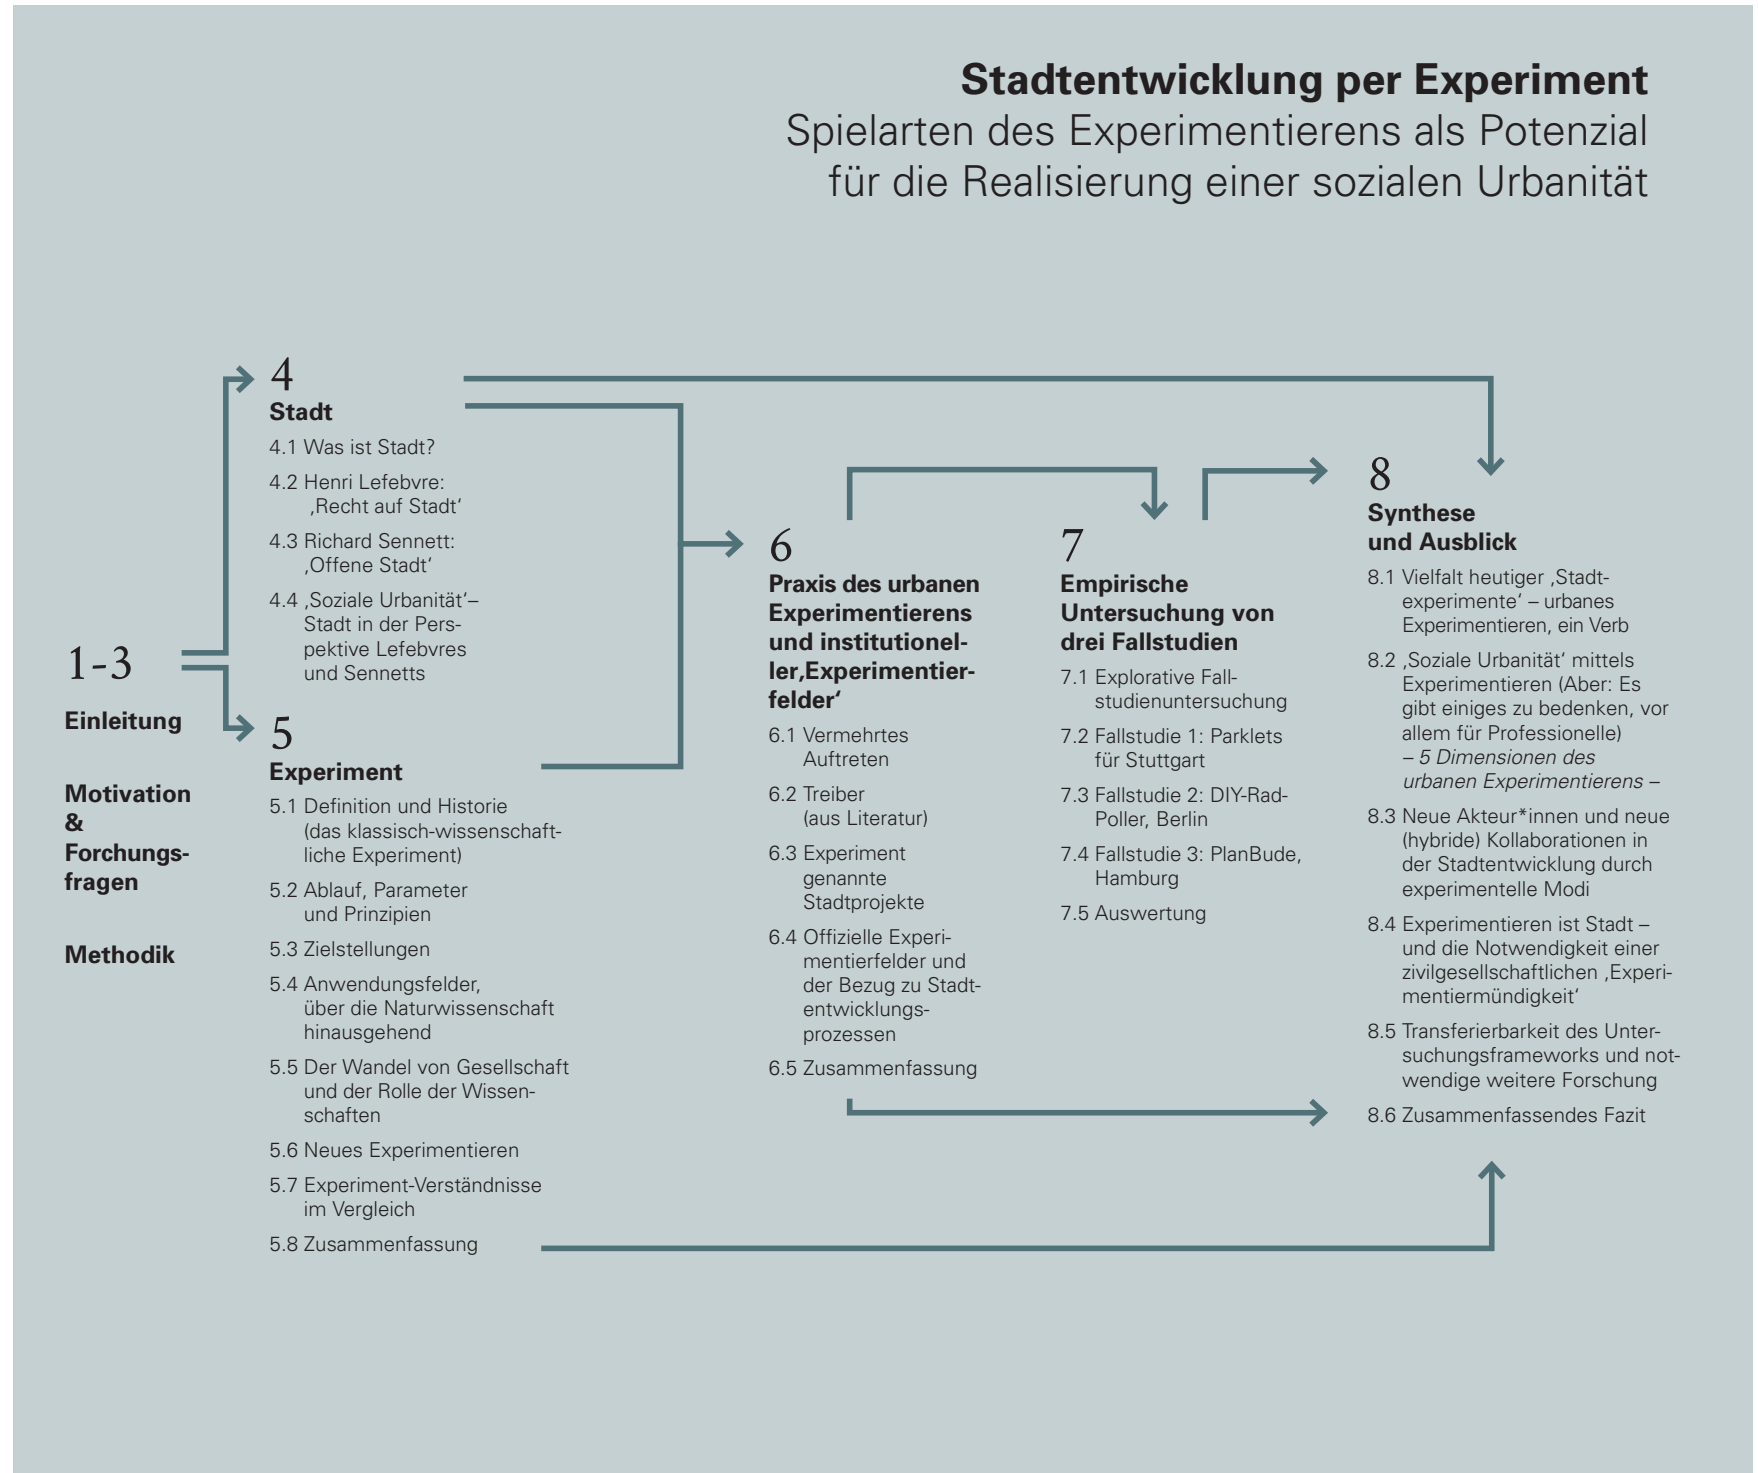 Stadtentwicklung per Experiment
Spielarten des Experimentierens als Potenzial
für die Realisierung einer sozialen Urbanität
1-3
Einleitung
Motivation
&
Forchungs-
fragen
Methodik
4
Stadt
4.1 Was ist Stadt?
4.2 Henri Lefebvre:
‚Recht auf Stadt‘
4.3 Richard Sennett:
‚Offene Stadt‘
4.4 ‚Soziale Urbanität‘–
Stadt in der Pers-
pektive Lefebvres
und Sennetts
5
Experiment
5.1 Definition und Historie
(das klassisch-wissenschaft-
liche Experiment)
5.2 Ablauf, Parameter
und Prinzipien
5.3 Zielstellungen
5.4 Anwendungsfelder,
über die Naturwissenschaft
hinausgehend
5.5 Der Wandel von Gesellschaft
und der Rolle der Wissen-
schaften
5.6 Neues Experimentieren
5.7 Experiment-Verständnisse
im Vergleich
5.8 Zusammenfassung
6
Praxis des urbanen
Experimentierens
und institutionel-
ler‚Experimentier-
felder‘
6.1 Vermehrtes
Auftreten
6.2 Treiber
(aus Literatur)
6.3 Experiment
genannte
Stadtprojekte
6.4 Offizielle Experi-
mentierfelder und
der Bezug zu Stadt-
entwicklungs-
prozessen
6.5 Zusammenfassung
7
Empirische
Untersuchung von
drei Fallstudien
7.1 Explorative Fall-
studienuntersuchung
7.2 Fallstudie 1: Parklets
für Stuttgart
7.3 Fallstudie 2: DIY-Rad-
Poller, Berlin
7.4 Fallstudie 3: PlanBude,
Hamburg
7.5 Auswertung
8
Synthese
und Ausblick
8.1 Vielfalt heutiger ‚Stadt-
experimente‘ – urbanes
Experimentieren, ein Verb
8.2 ‚Soziale Urbanität‘ mittels
Experimentieren (Aber: Es
gibt einiges zu bedenken, vor
allem für Professionelle)
– 5 Dimensionen des
urbanen Experimentierens –
8.3 Neue Akteur*innen und neue
(hybride) Kollaborationen in
der Stadtentwicklung durch
experimentelle Modi
8.4 Experimentieren ist Stadt –
und die Notwendigkeit einer
zivilgesellschaftlichen ‚Experi-
mentiermündigkeit‘
8.5 Transferierbarkeit des Unter-
suchungsframeworks und not-
wendige weitere Forschung
8.6 Zusammenfassendes Fazit